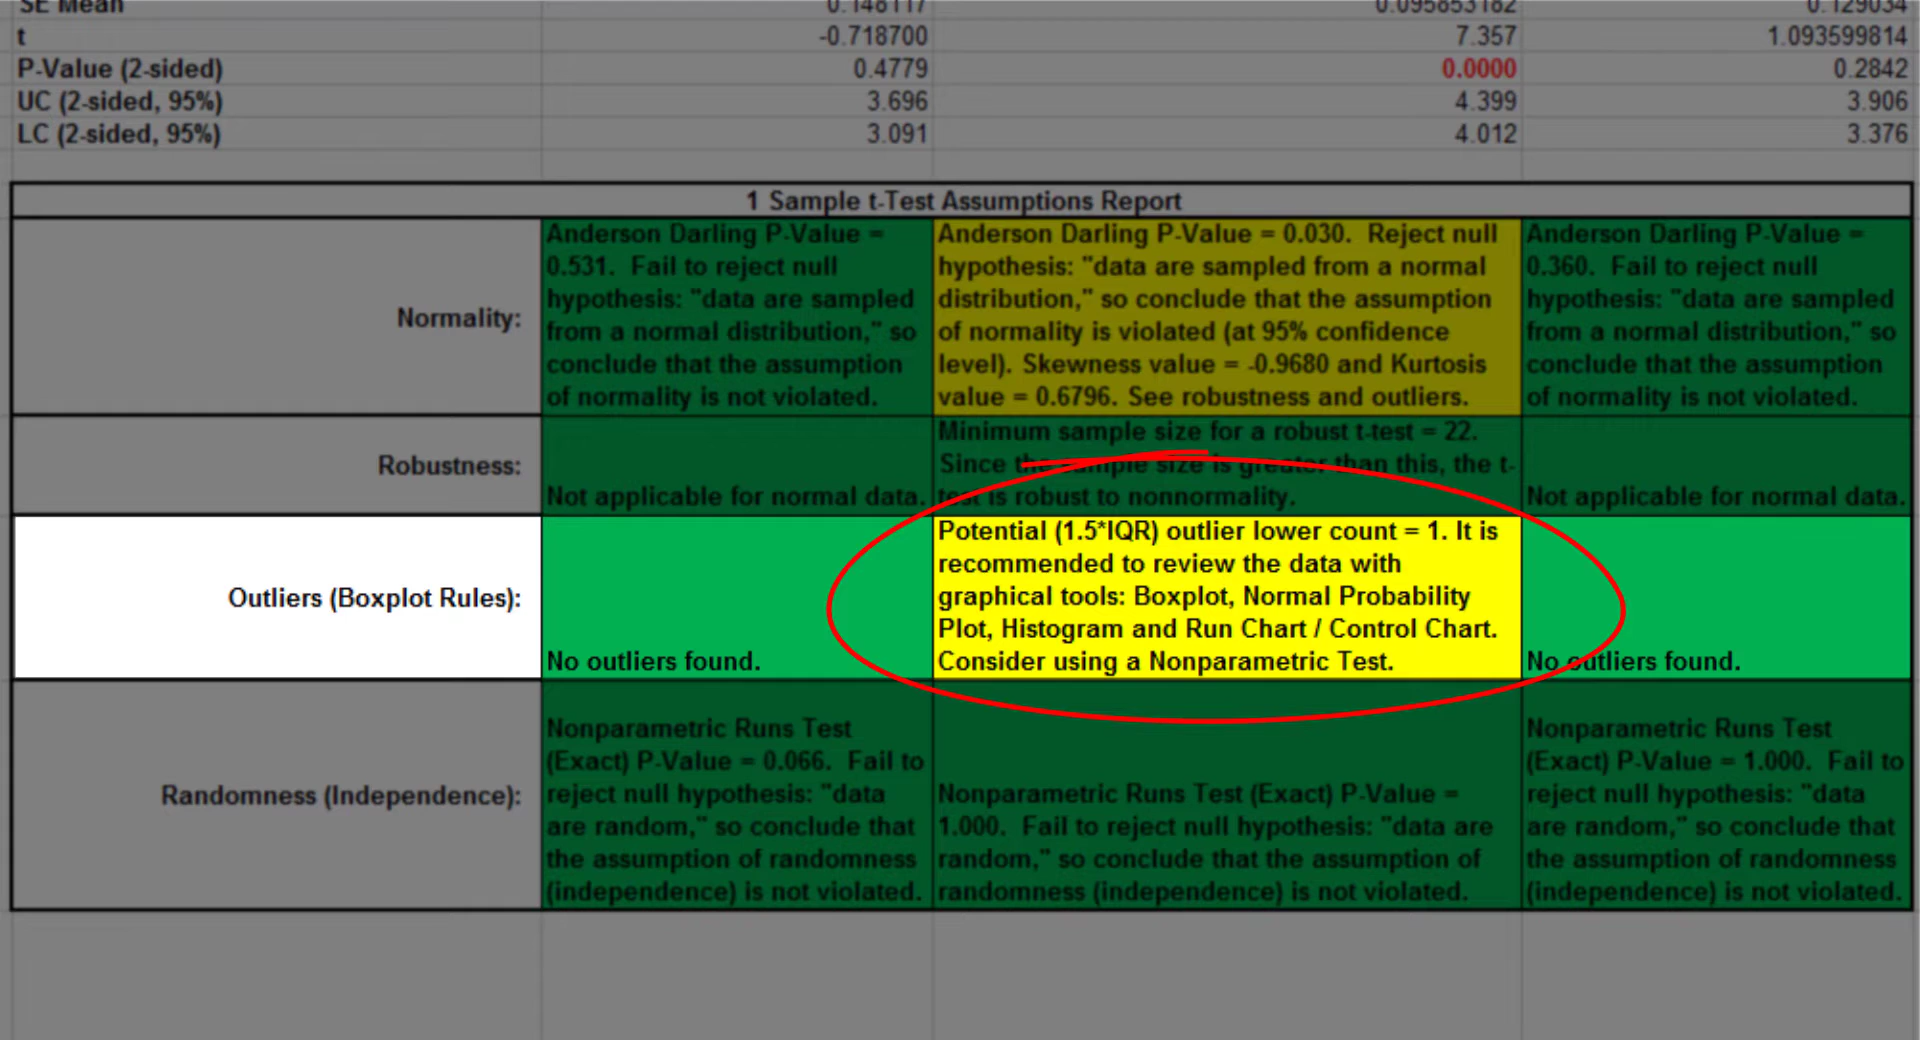 SE Mean 0.148117 0.095853182 0.129034
t -0.718700 7.357 1.093599814
P-Value (2-sided) 0.4779 0.0000 0.2842
UC (2-sided, 95%) 3.696 4.399 3.906
LC (2-sided, 95%) 3.091 4.012 3.376
1 Sample t-Test Assumptions Report
Normality:
Anderson Darling P-Value =
0.531.  Fail to reject null
hypothesis: "data are sampled
from a normal distribution," so
conclude that the assumption
of normality is not violated.
Anderson Darling P-Value = 0.030.  Reject null
hypothesis: "data are sampled from a normal
distribution," so conclude that the assumption
of normality is violated (at 95% confidence
level). Skewness value = -0.9680 and Kurtosis
value = 0.6796. See robustness and outliers.
Anderson Darling P-Value =
0.360.  Fail to reject null
hypothesis: "data are sampled
from a normal distribution," so
conclude that the assumption
of normality is not violated.
Robustness:
Not applicable for normal data.
Minimum sample size for a robust t-test = 22.
Since the sample size is greater than this, the t-
test is robust to nonnormality.
Not applicable for normal data.
Outliers (Boxplot Rules):
No outliers found.
Potential (1.5*IQR) outlier lower count = 1. It is
recommended to review the data with
graphical tools: Boxplot, Normal Probability
Plot, Histogram and Run Chart / Control Chart.
Consider using a Nonparametric Test.
No outliers found.
Randomness (Independence):
Nonparametric Runs Test
(Exact) P-Value = 0.066.  Fail to
reject null hypothesis: "data
are random," so conclude that
the assumption of randomness
(independence) is not violated.
Nonparametric Runs Test (Exact) P-Value =
1.000.  Fail to reject null hypothesis: "data are
random," so conclude that the assumption of
randomness (independence) is not violated.
Nonparametric Runs Test
(Exact) P-Value = 1.000.  Fail to
reject null hypothesis: "data
are random," so conclude that
the assumption of randomness
(independence) is not violated.